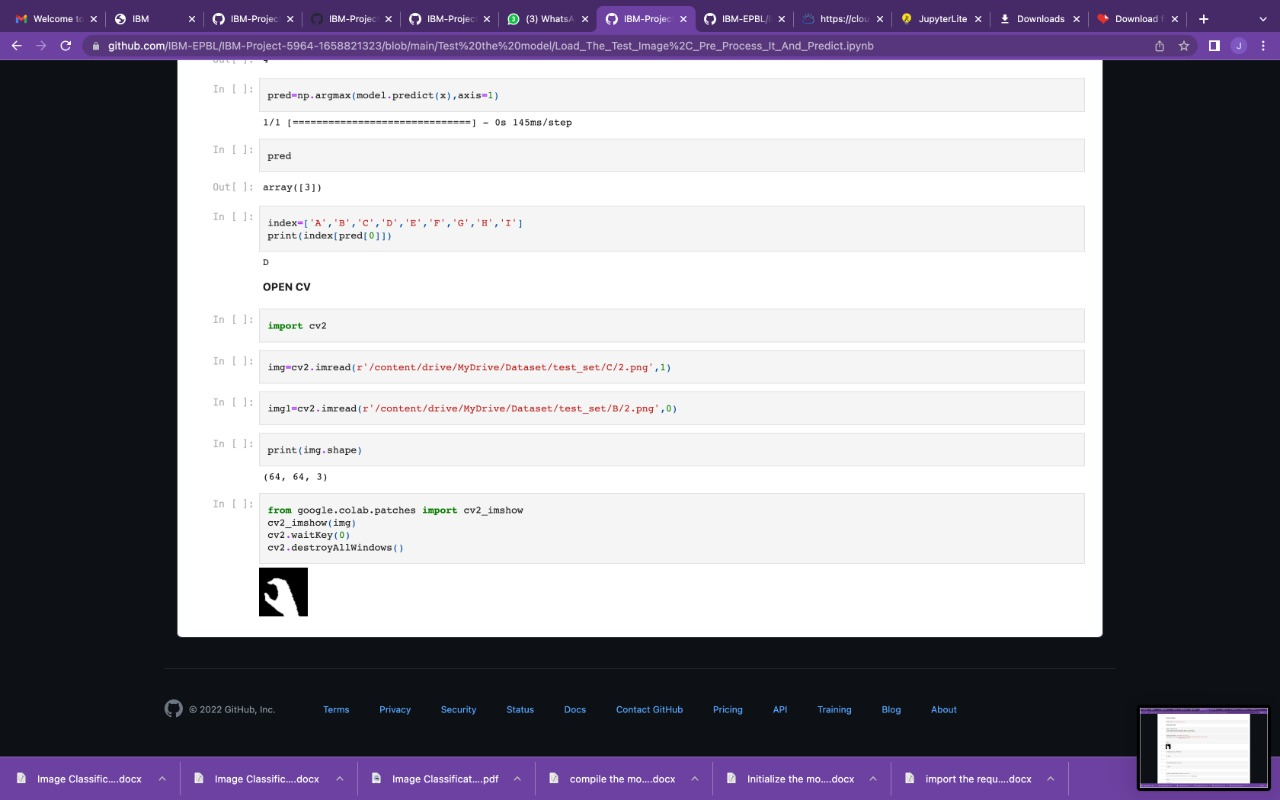 Welcome to
IBM
IBM-Projec
IBM-Projec
IBM-Projec
(3) WhatsA
IBM-Projec
IBM-EPBL/I
https://clou
JupyterLite
Downloads
Download f
github.com/IBM-EPBL/IBM-Project-5964-1658821323/blob/main/Test%20the%20model/Load_The_Test_Image%2C_Pre_Process_It_And_Predict.ipynb
J
In [ ]: pred=np.argmax(model.predict(x),axis=1)
1/1 [==============================] - 0s 145ms/step
In [ ]: pred
Out[ ]: array([3])
In [ ]: index=['A','B','C','D','E','F','G','H','I']
print(index[pred[0]])
D
OPEN CV
In [ ]: import cv2
In [ ]: img=cv2.imread(r'/content/drive/MyDrive/Dataset/test_set/C/2.png',1)
In [ ]: img1=cv2.imread(r'/content/drive/MyDrive/Dataset/test_set/B/2.png',0)
In [ ]: print(img.shape)
(64, 64, 3)
In [ ]: from google.colab.patches import cv2_imshow
cv2_imshow(img)
cv2.waitKey(0)
cv2.destroyAllWindows()
© 2022 GitHub, Inc. Terms Privacy Security Status Docs Contact GitHub Pricing API Training Blog About
Image Classific....docx
Image Classific....docx
Image Classificat....pdf
compile the mo....docx
Initialize the mo....docx
import the requ....docx